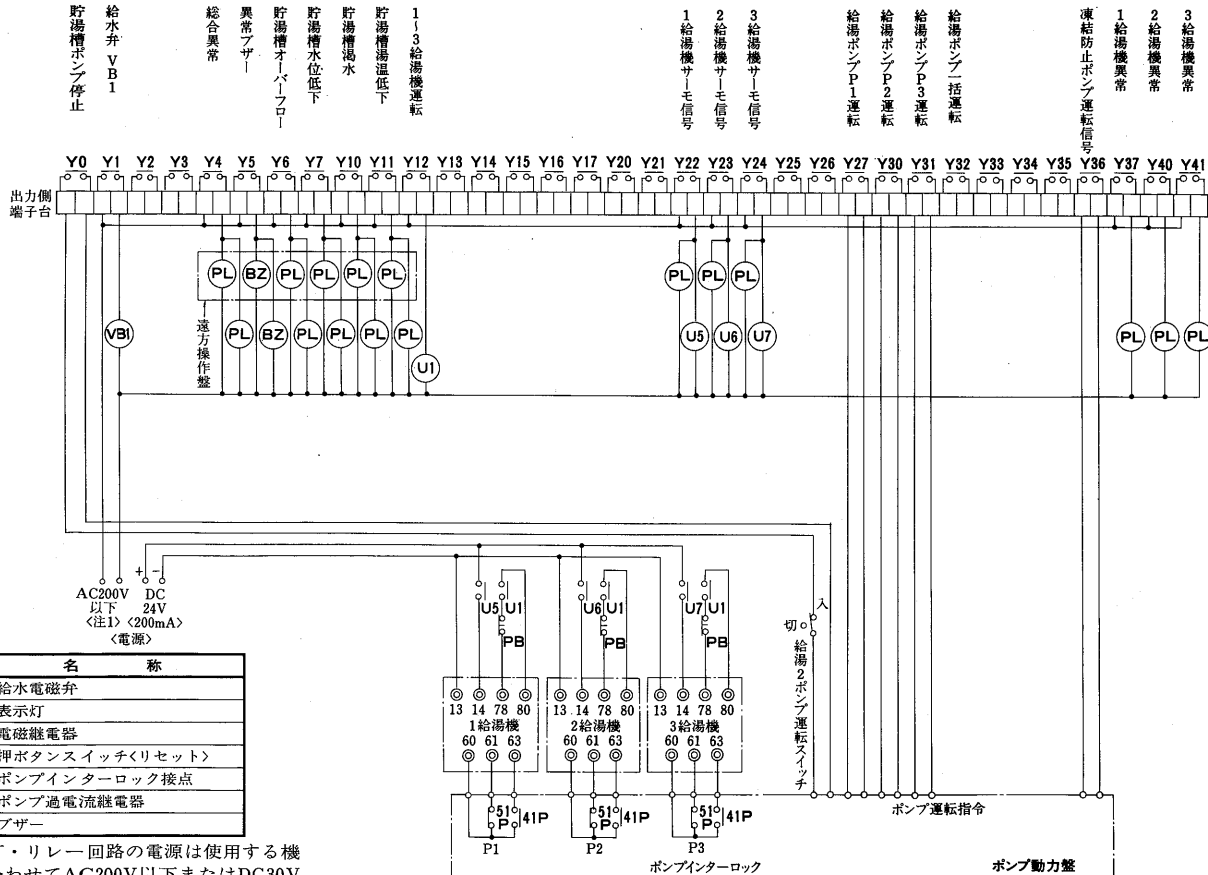 貯湯槽ポンプ停止
給水弁 VB1
総合異常
異常ブザー
貯湯槽オーバーフロー
貯湯槽水位低下
貯湯槽渇水
貯湯槽湯温低下
1~3給湯機運転
1給湯機サーモ信号
2給湯機サーモ信号
3給湯機サーモ信号
給湯ポンプP1運転
給湯ポンプP2運転
給湯ポンプP3運転
給湯ポンプ一括運転
凍結防止ポンプ運転信号
1給湯機異常
2給湯機異常
3給湯機異常
Y0 Y1 Y2 Y3 Y4 Y5 Y6 Y7 Y10 Y11 Y12 Y13 Y14 Y15 Y16 Y17 Y20 Y21 Y22 Y23 Y24 Y25 Y26 Y27 Y30 Y31 Y32 Y33 Y34 Y35 Y36 Y37 Y40 Y41
出力側
端子台
PL BZ PL PL PL PL PL PL PL
VB1 PL BZ PL PL PL PL U5 U6 U7 PL PL PL
U1
遠方操作盤
+ -
AC200V DC
以下 24V
〈注1〉 〈200mA〉
〈電源〉
U5 U1 U6 U1 U7 U1
PB PB PB
入
切
給湯2ポンプ運転スイッチ
13 14 78 80 13 14 78 80 13 14 78 80
1給湯機 2給湯機 3給湯機
60 61 63 60 61 63 60 61 63
51P 41P 51P 41P 51P 41P
P1 P2 P3
ポンプ運転指令
ポンプインターロック
ポンプ動力盤
名 称
給水電磁弁
表示灯
電磁継電器
押ボタンスイッチ〈リセット〉
ポンプインターロック接点
ポンプ過電流継電器
ブザー
・リレー回路の電源は使用する機
わせてAC200V以下またはDC30V